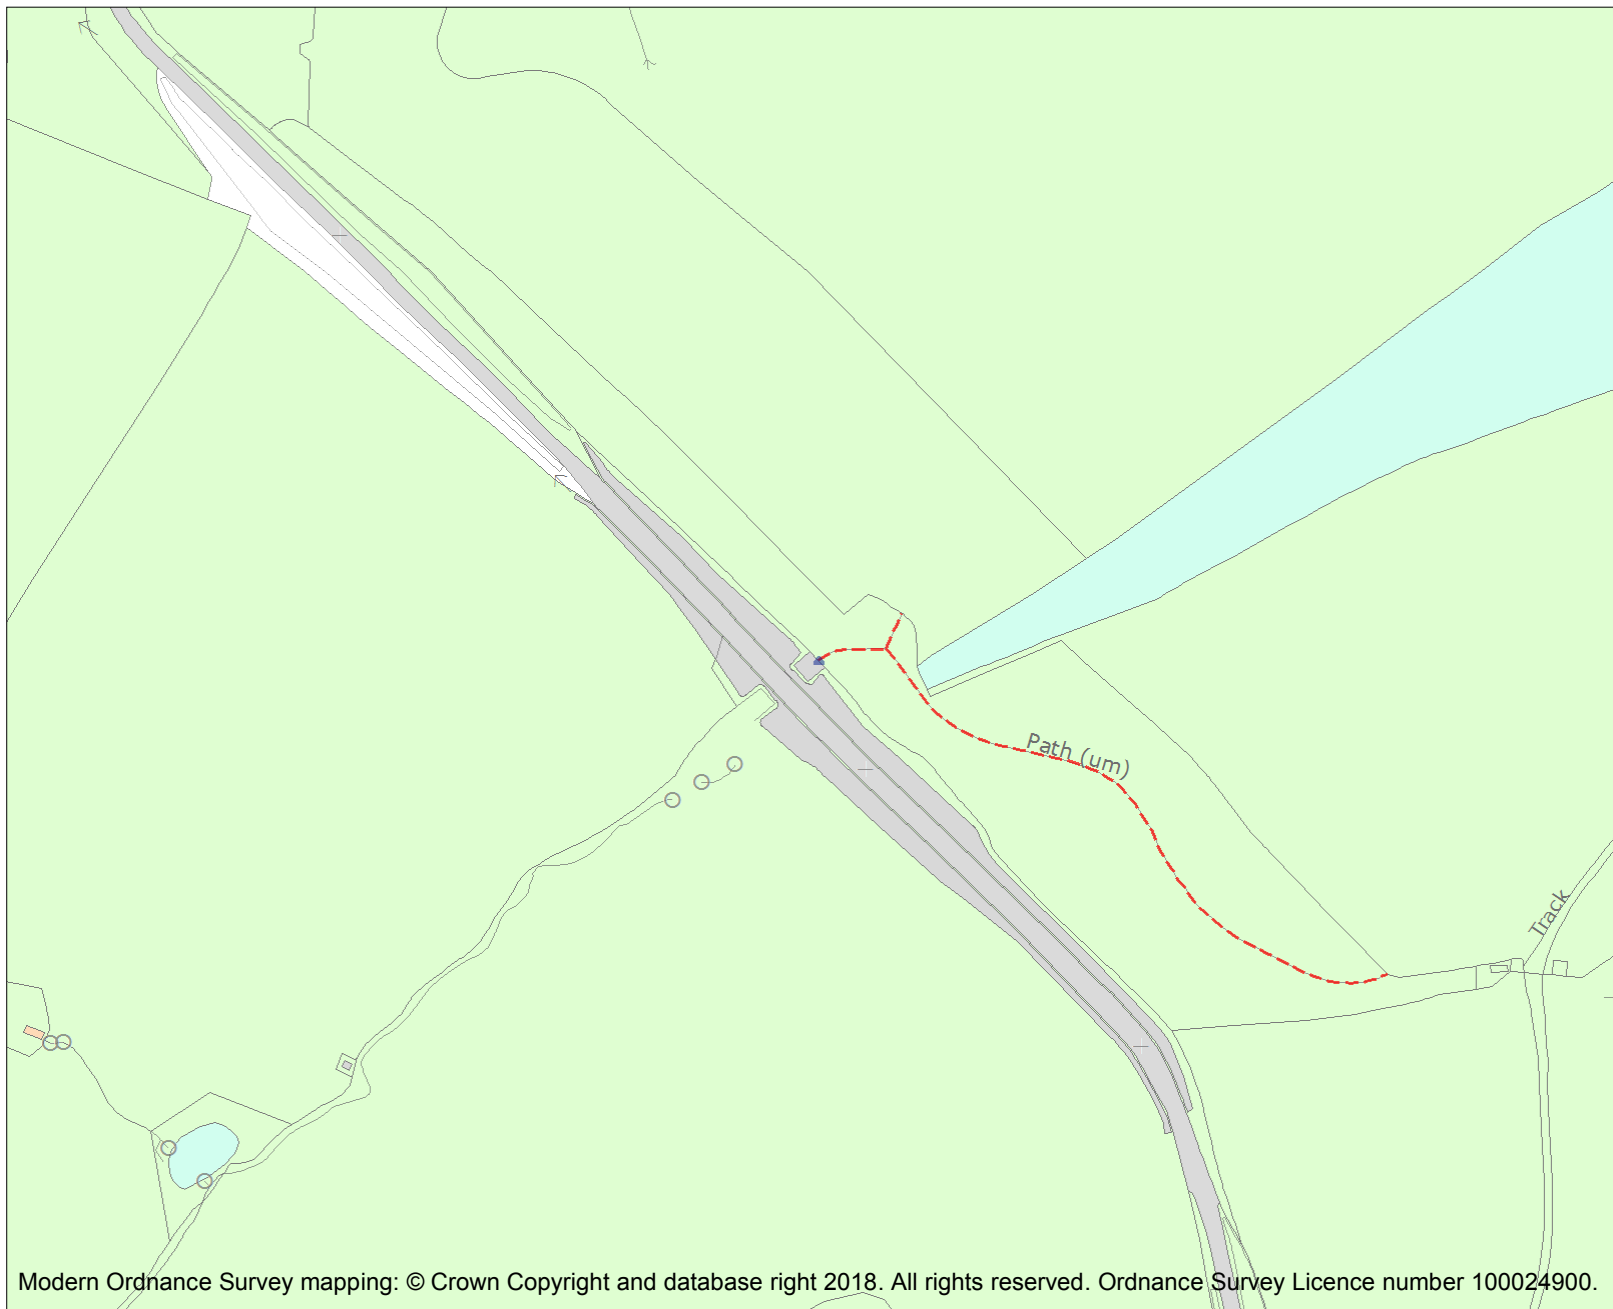 Path (um)
Track
Modern Ordnance Survey mapping: © Crown Copyright and database right 2018. All rights reserved. Ordnance Survey Licence number 100024900.